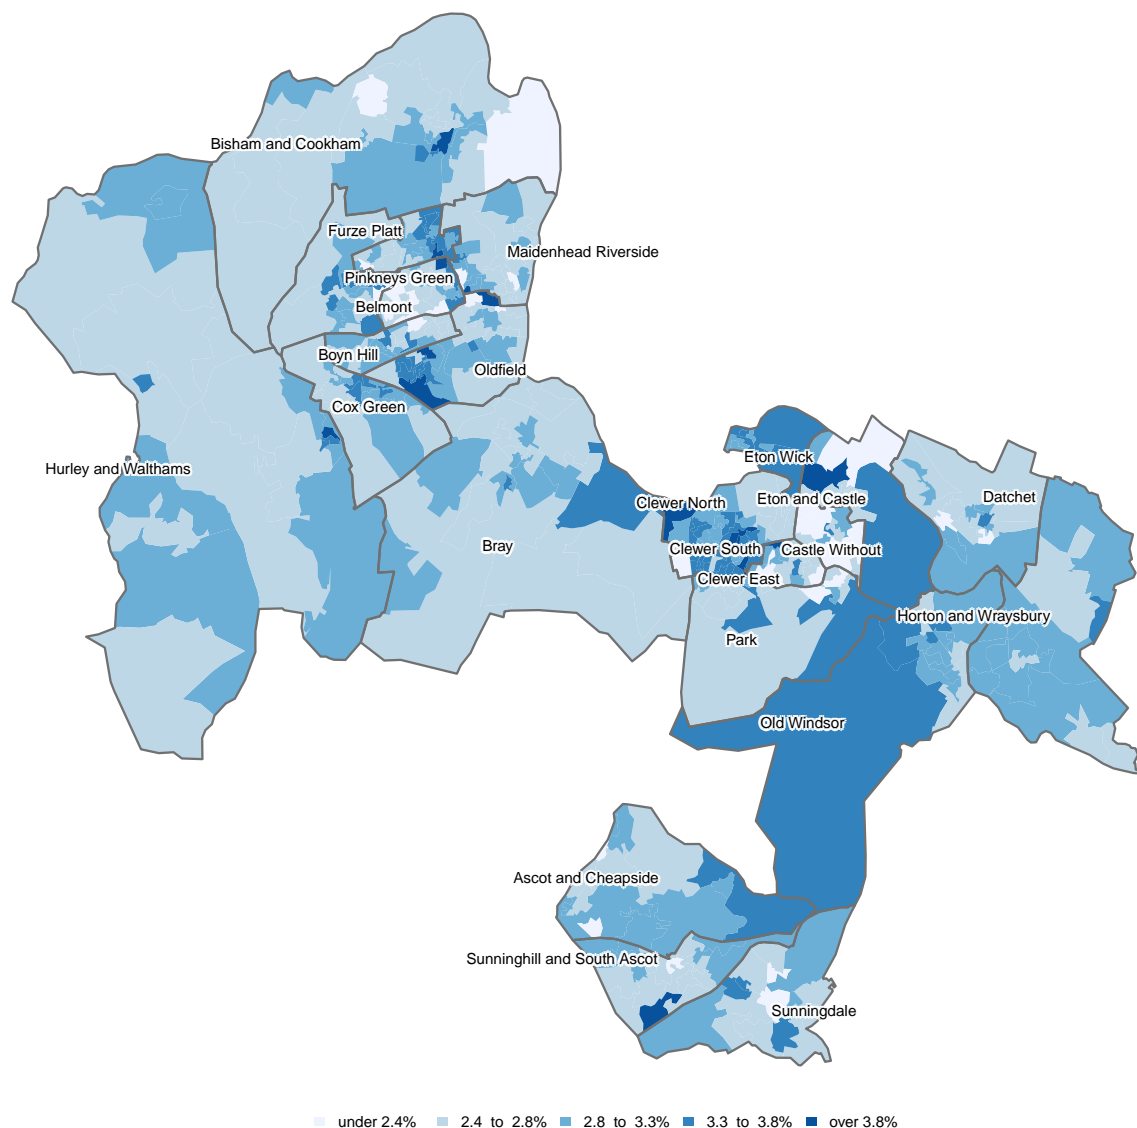 Bisham and Cookham
Furze Platt
Maidenhead Riverside
Pinkneys Green
Belmont
Boyn Hill
Oldfield
Cox Green
Hurley and Walthams
Eton Wick
Clewer North
Eton and Castle
Datchet
Bray
Clewer South
Castle Without
Clewer East
Horton and Wraysbury
Park
Old Windsor
Ascot and Cheapside
Sunninghill and South Ascot
Sunningdale
under 2.4% 2.4 to 2.8% 2.8 to 3.3% 3.3 to 3.8% over 3.8%